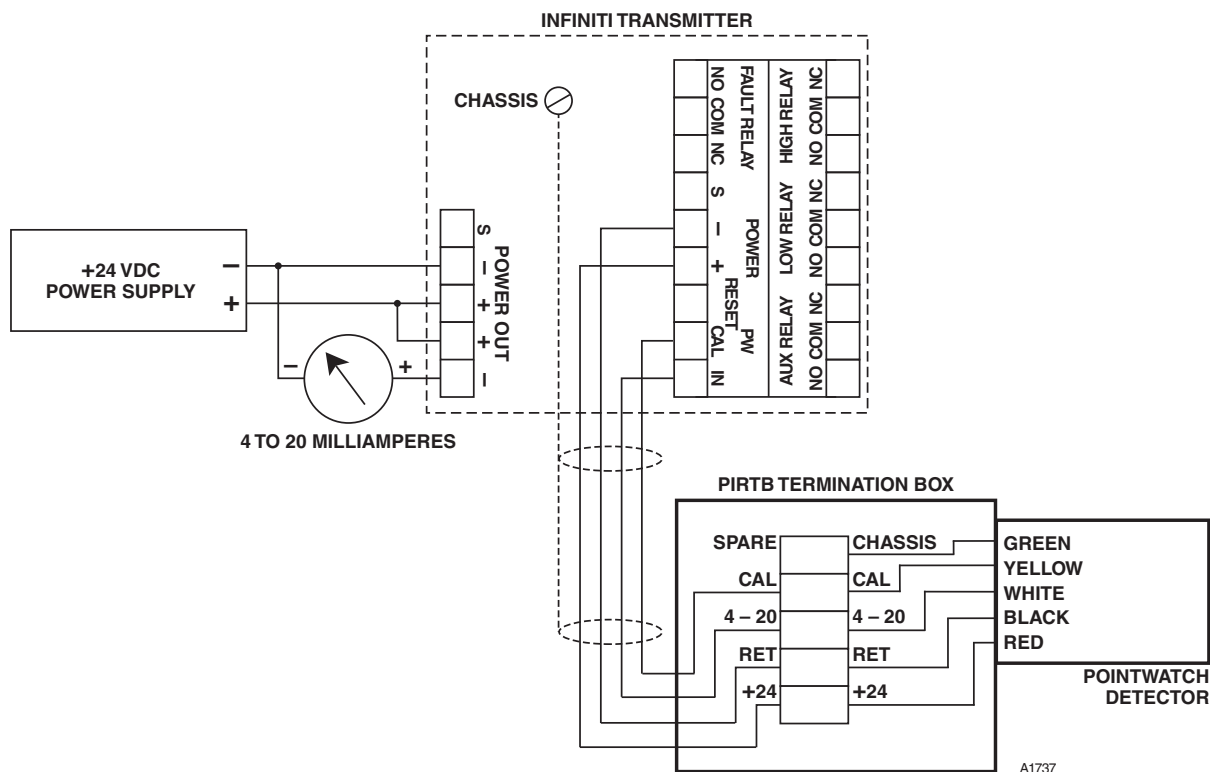 INFINITI TRANSMITTER
CHASSIS
NO COM NC
FAULT RELAY
S
–
+
POWER
RESET
CAL
PW
IN
HIGH RELAY
NO COM NC
LOW RELAY
NO COM NC
AUX RELAY
NO COM NC
S
–
+
+
–
POWER OUT
+24 VDC
POWER SUPPLY
–
+
–
+
4 TO 20 MILLIAMPERES
PIRTB TERMINATION BOX
SPARE
CHASSIS
CAL
CAL
4 – 20
4 – 20
RET
RET
+24
+24
GREEN
YELLOW
WHITE
BLACK
RED
POINTWATCH
DETECTOR
A1737